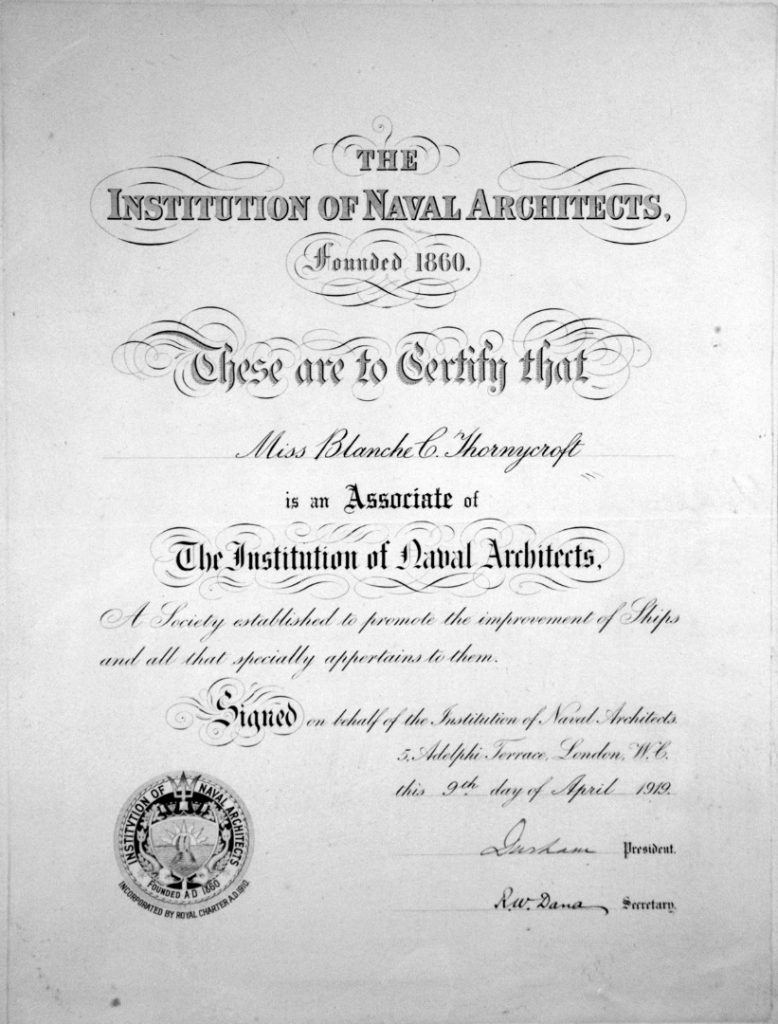 THE
INSTITUTION OF NAVAL ARCHITECTS,
Founded 1860.
These are to Certify that
Miss Blanche C. Thornycroft
is an Associate of
The Institution of Naval Architects,
A Society established to promote the improvement of Ships
and all that specially appertains to them.
Signed on behalf of the Institution of Naval Architects.
5, Adelphi Terrace, London, W.C.
this 9th day of April 1919.
Durham President.
R.W. Dana Secretary.
INSTITVTION OF NAVAL ARCHITECTS
FOUNDED A.D. 1860
INCORPORATED BY ROYAL CHARTER A.D. 1910.